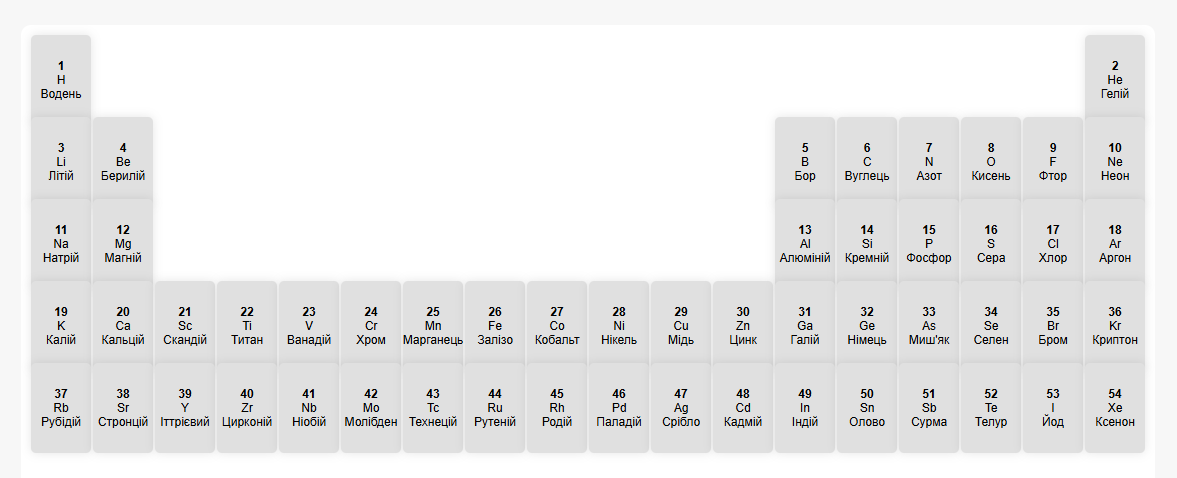 1
H
Водень
2
He
Гелій
3
Li
Літій
4
Be
Берилій
5
B
Бор
6
C
Вуглець
7
N
Азот
8
O
Кисень
9
F
Фтор
10
Ne
Неон
11
Na
Натрій
12
Mg
Магній
13
Al
Алюміній
14
Si
Кремній
15
P
Фосфор
16
S
Сера
17
Cl
Хлор
18
Ar
Аргон
19
K
Калій
20
Ca
Кальцій
21
Sc
Скандій
22
Ti
Титан
23
V
Ванадій
24
Cr
Хром
25
Mn
Марганець
26
Fe
Залізо
27
Co
Кобальт
28
Ni
Нікель
29
Cu
Мідь
30
Zn
Цинк
31
Ga
Галій
32
Ge
Німець
33
As
Миш'як
34
Se
Селен
35
Br
Бром
36
Kr
Криптон
37
Rb
Рубідій
38
Sr
Стронцій
39
Y
Іттрієвий
40
Zr
Цирконій
41
Nb
Ніобій
42
Mo
Молібден
43
Tc
Технецій
44
Ru
Рутеній
45
Rh
Родій
46
Pd
Паладій
47
Ag
Срібло
48
Cd
Кадмій
49
In
Індій
50
Sn
Олово
51
Sb
Сурма
52
Te
Телур
53
I
Йод
54
Xe
Ксенон